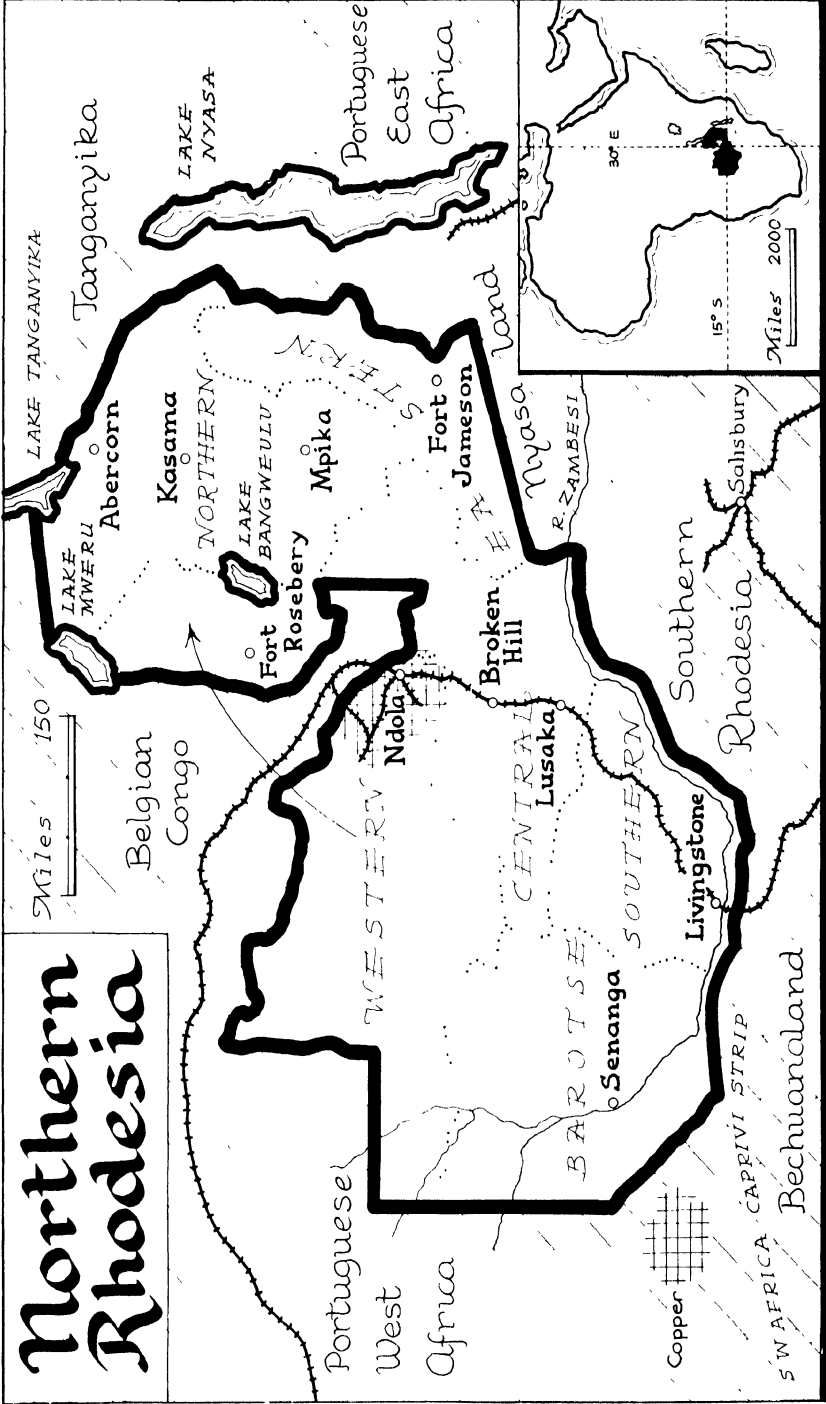 Northern
Rhodesia
Miles 150
Belgian
Congo
LAKE TANGANYIKA
Tanganyika
LAKE
NYASA
Portuguese
East
Africa
LAKE
MWERU
Abercorn
Kasama
NORTHERN
LAKE
BANGWEULU
Fort
Rosebery
Mpika
EASTERN
Fort
Jameson
Nyasaland
R. ZAMBESI
WESTERN
Ndola
Broken
Hill
CENTRAL
Lusaka
SOUTHERN
Livingstone
BAROTSE
Senanga
Portuguese
West
Africa
Copper
S W AFRICA CAPRIVI STRIP
Bechuanaland
Southern
Rhodesia
Salisbury
30° E
15° S
Miles 2000